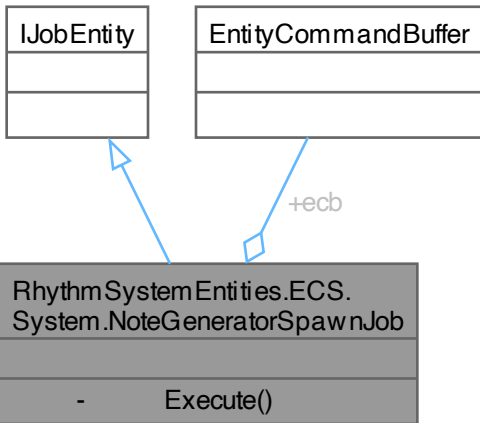 IJobEntity
EntityCommandBuffer
+ecb
RhythmSystemEntities.ECS.
System.NoteGeneratorSpawnJob
- Execute()